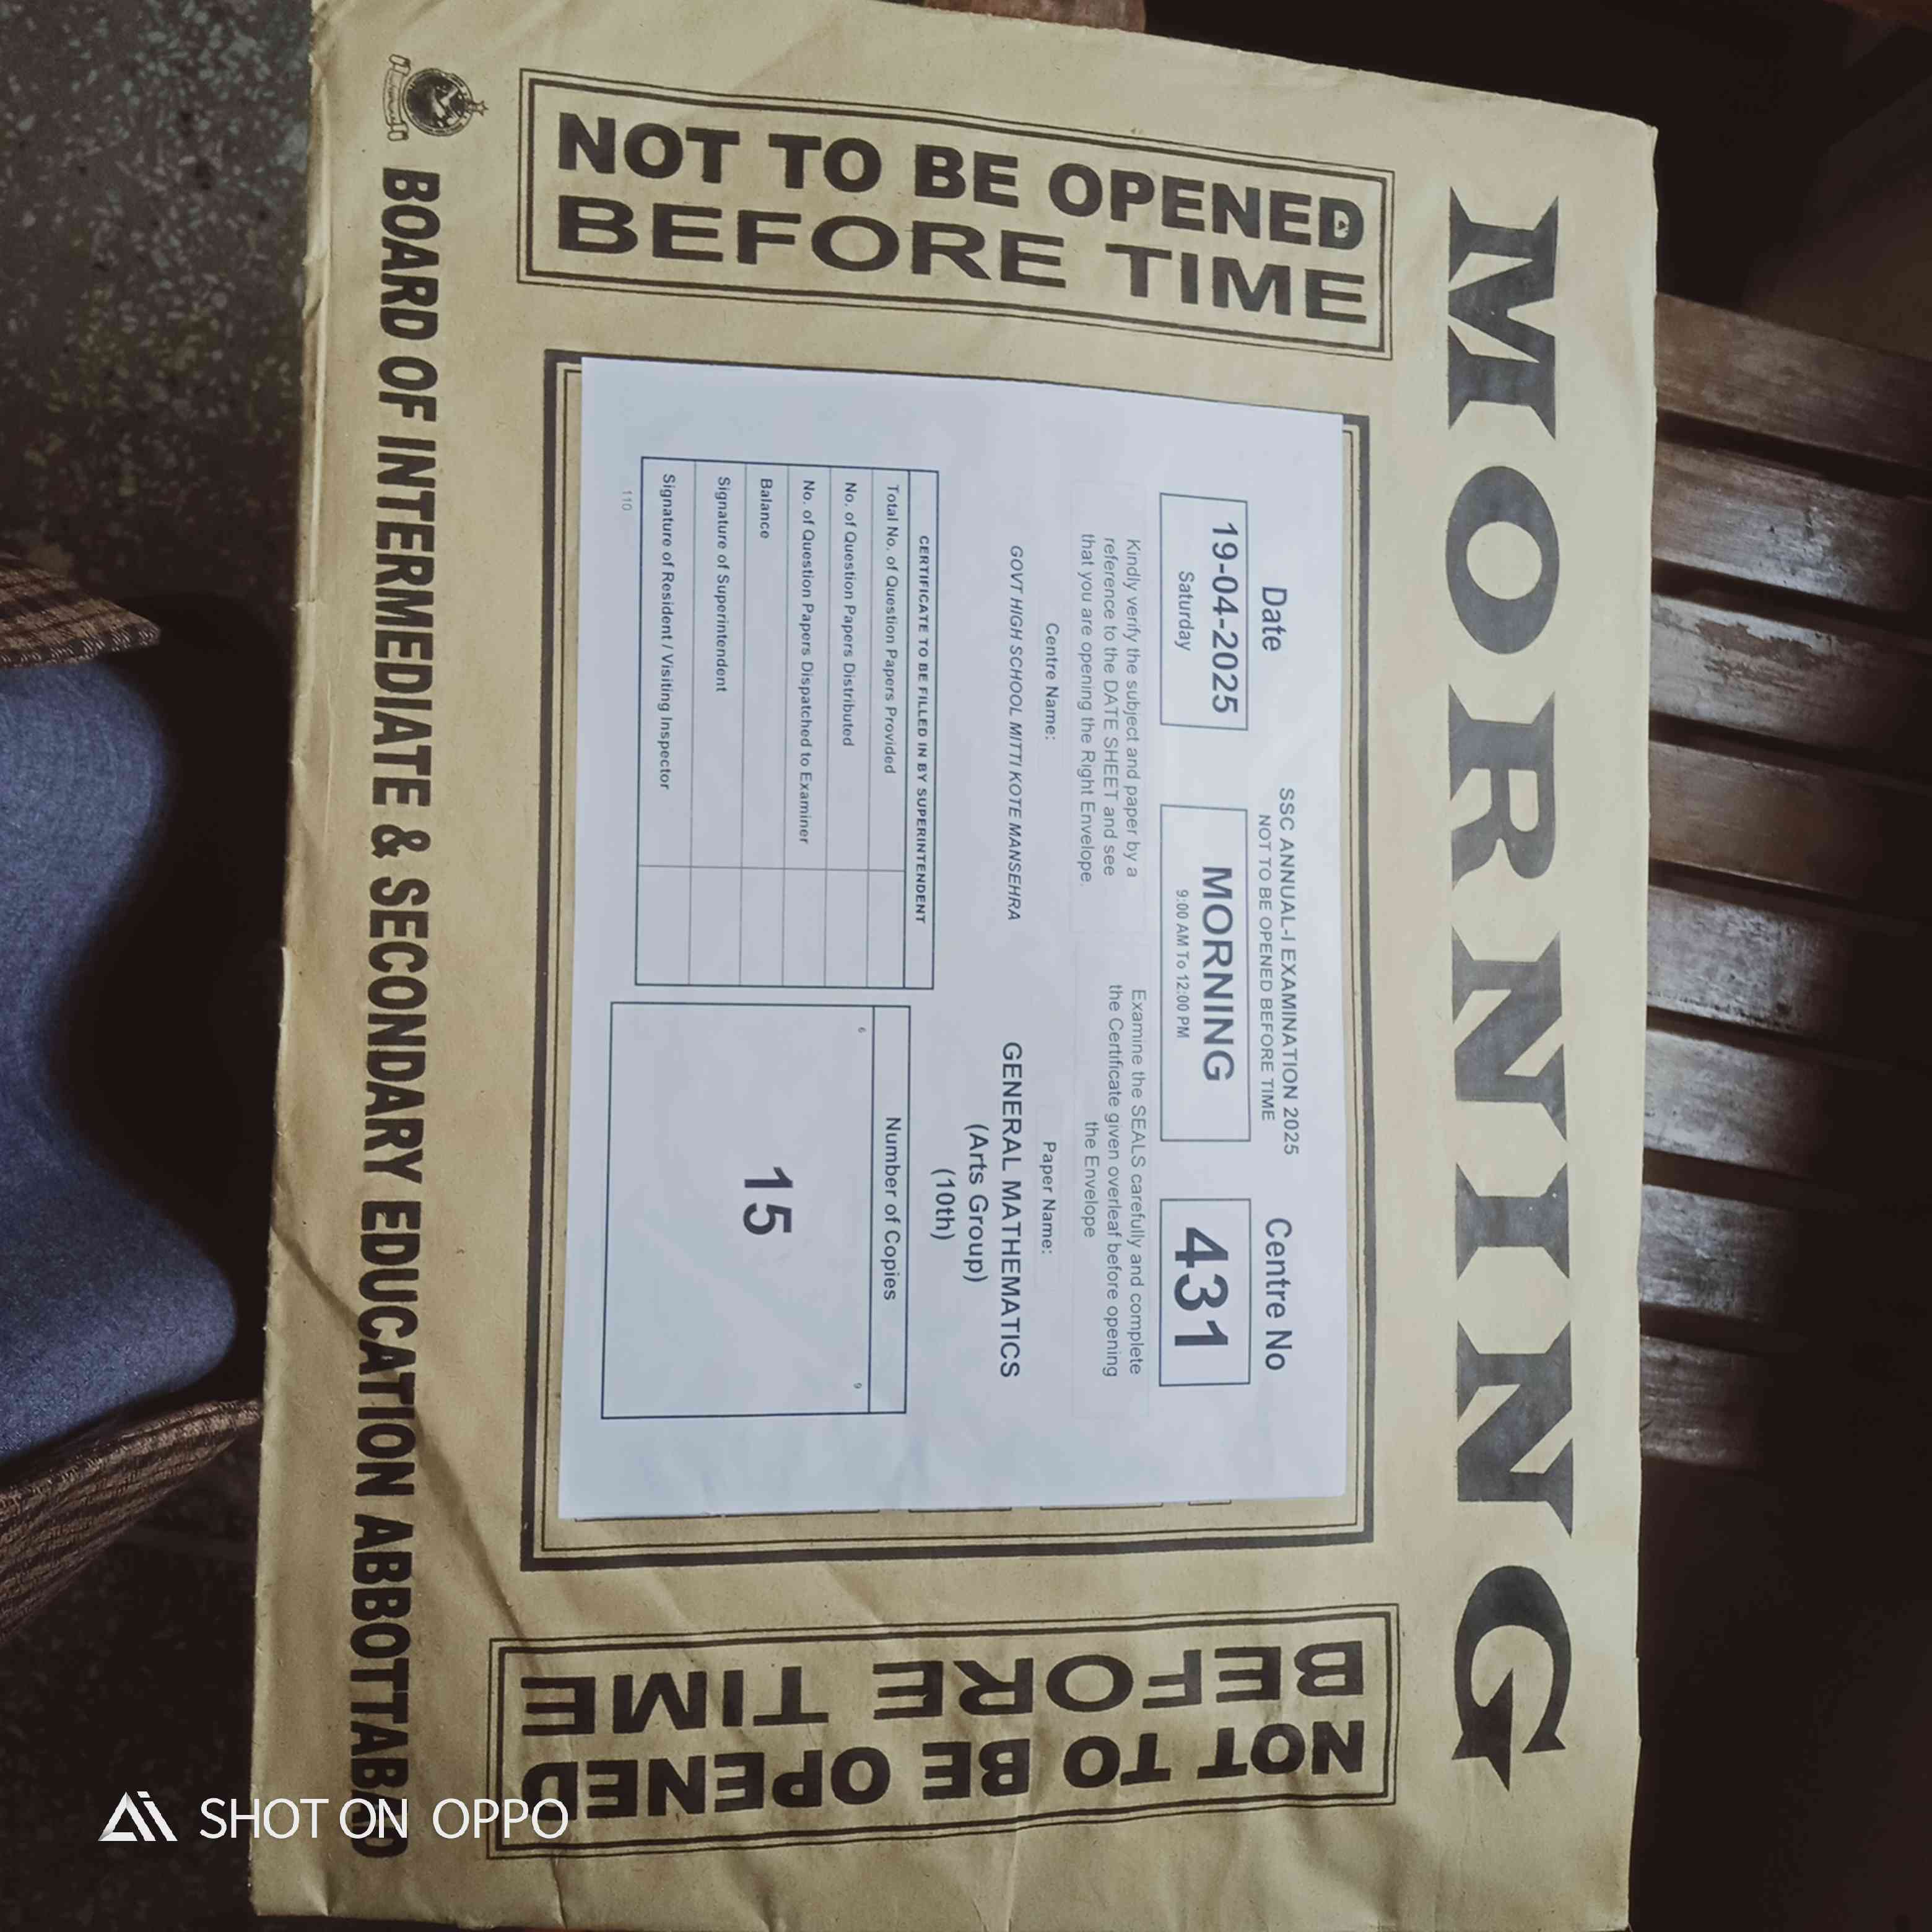 MORNING
NOT TO BE OPENED
BEFORE TIME
Date
SSC ANNUAL-I EXAMINATION 2025
NOT TO BE OPENED BEFORE TIME
Centre No
19-04-2025
Saturday
MORNING
9:00 AM To 12:00 PM
431
Kindly verify the subject and paper by a
reference to the DATE SHEET and see
that you are opening the Right Envelope.
Examine the SEALS carefully and complete
the Certificate given overleaf before opening
the Envelope
Centre Name:
GOVT HIGH SCHOOL MITTI KOTE MANSEHRA
Paper Name:
GENERAL MATHEMATICS
(Arts Group)
(10th)
CERTIFICATE TO BE FILLED IN BY SUPERINTENDENT
Total No. of Question Papers Provided
No. of Question Papers Distributed
No. of Question Papers Dispatched to Examiner
Balance
Signature of Superintendent
Signature of Resident / Visiting Inspector
110
Number of Copies
6
9
15
NOT TO BE OPENED
BEFORE TIME
BOARD OF INTERMEDIATE & SECONDARY EDUCATION ABBOTTABAD
SHOT ON OPPO